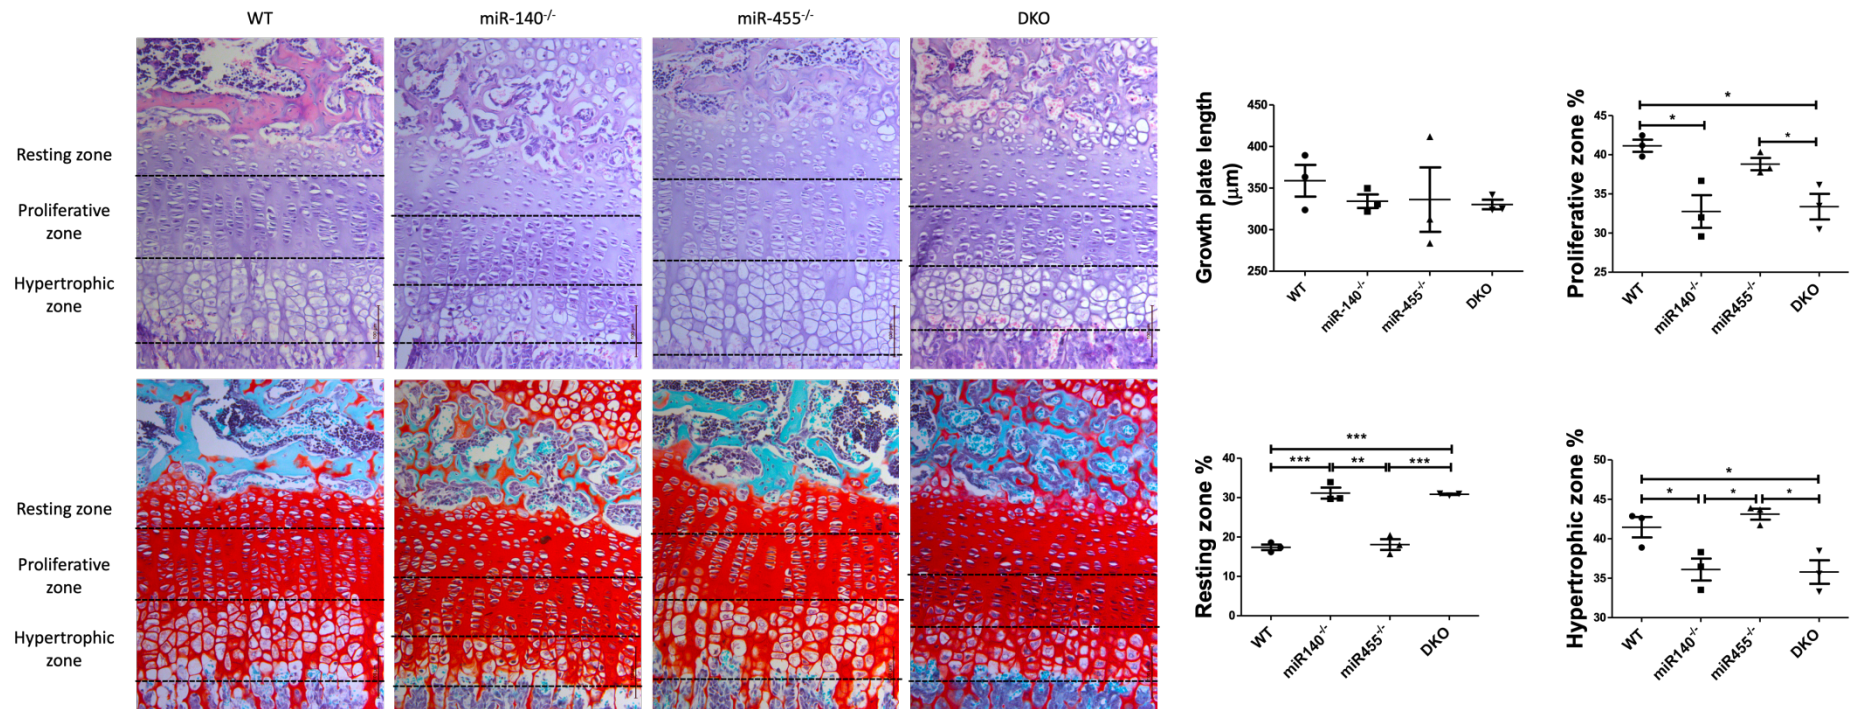 WT
miR-140-/-
miR-455-/-
DKO
Resting zone
Proliferative
zone
Hypertrophic
zone
Resting zone
Proliferative
zone
Hypertrophic
zone
Growth plate length
(μm)
450
400
350
300
250
WT
miR-140-/-
miR-455-/-
DKO
Proliferative zone %
45
40
35
30
25
*
*
*
WT
miR140-/-
miR455-/-
DKO
Resting zone %
40
30
20
10
0
***
*** ** ***
WT
miR140-/-
miR455-/-
DKO
Hypertrophic zone %
50
45
40
35
30
*
* * *
WT
miR140-/-
miR455-/-
DKO